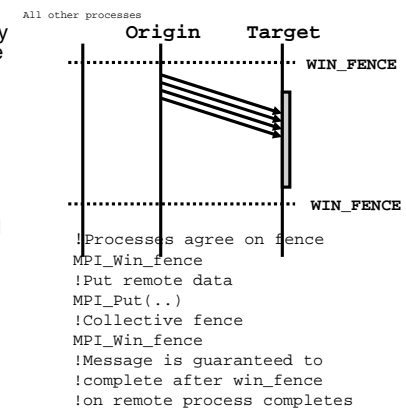 All other processes
Origin Target
WIN_FENCE
WIN_FENCE
!Processes agree on fence
MPI_Win_fence
!Put remote data
MPI_Put(..)
!Collective fence
MPI_Win_fence
!Message is guaranteed to
!complete after win_fence
!on remote process completes